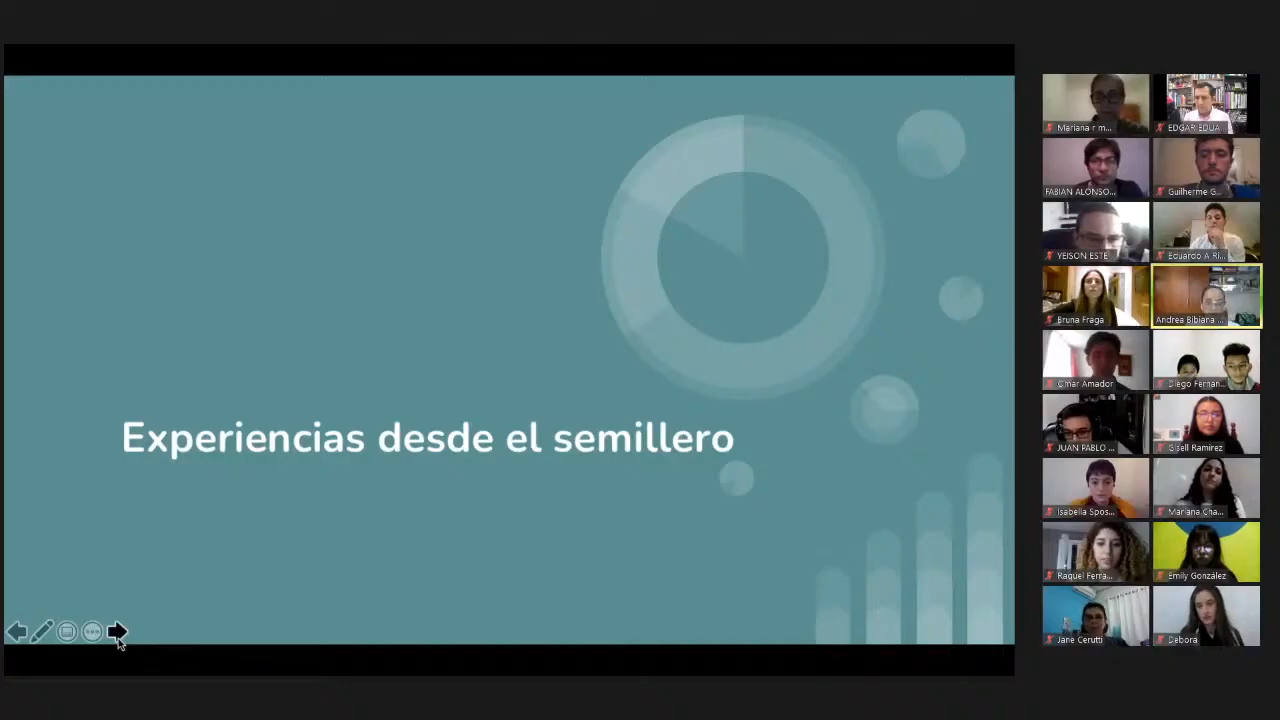 Experiencias desde el semillero
Mariana r m...
EDGAR EDUA
FABIAN ALONSO...
Guilherme G...
YEISON ESTE
Eduardo A Ri...
Bruna Fraga
Andrea Bibiana ...
Omar Amador
Diego Fernan...
JUAN PABLO ...
Gisell Ramirez
Isabella Spos...
Mariana Cha...
Raquel Ferra...
Emily González
Jane Cerutti
Debora